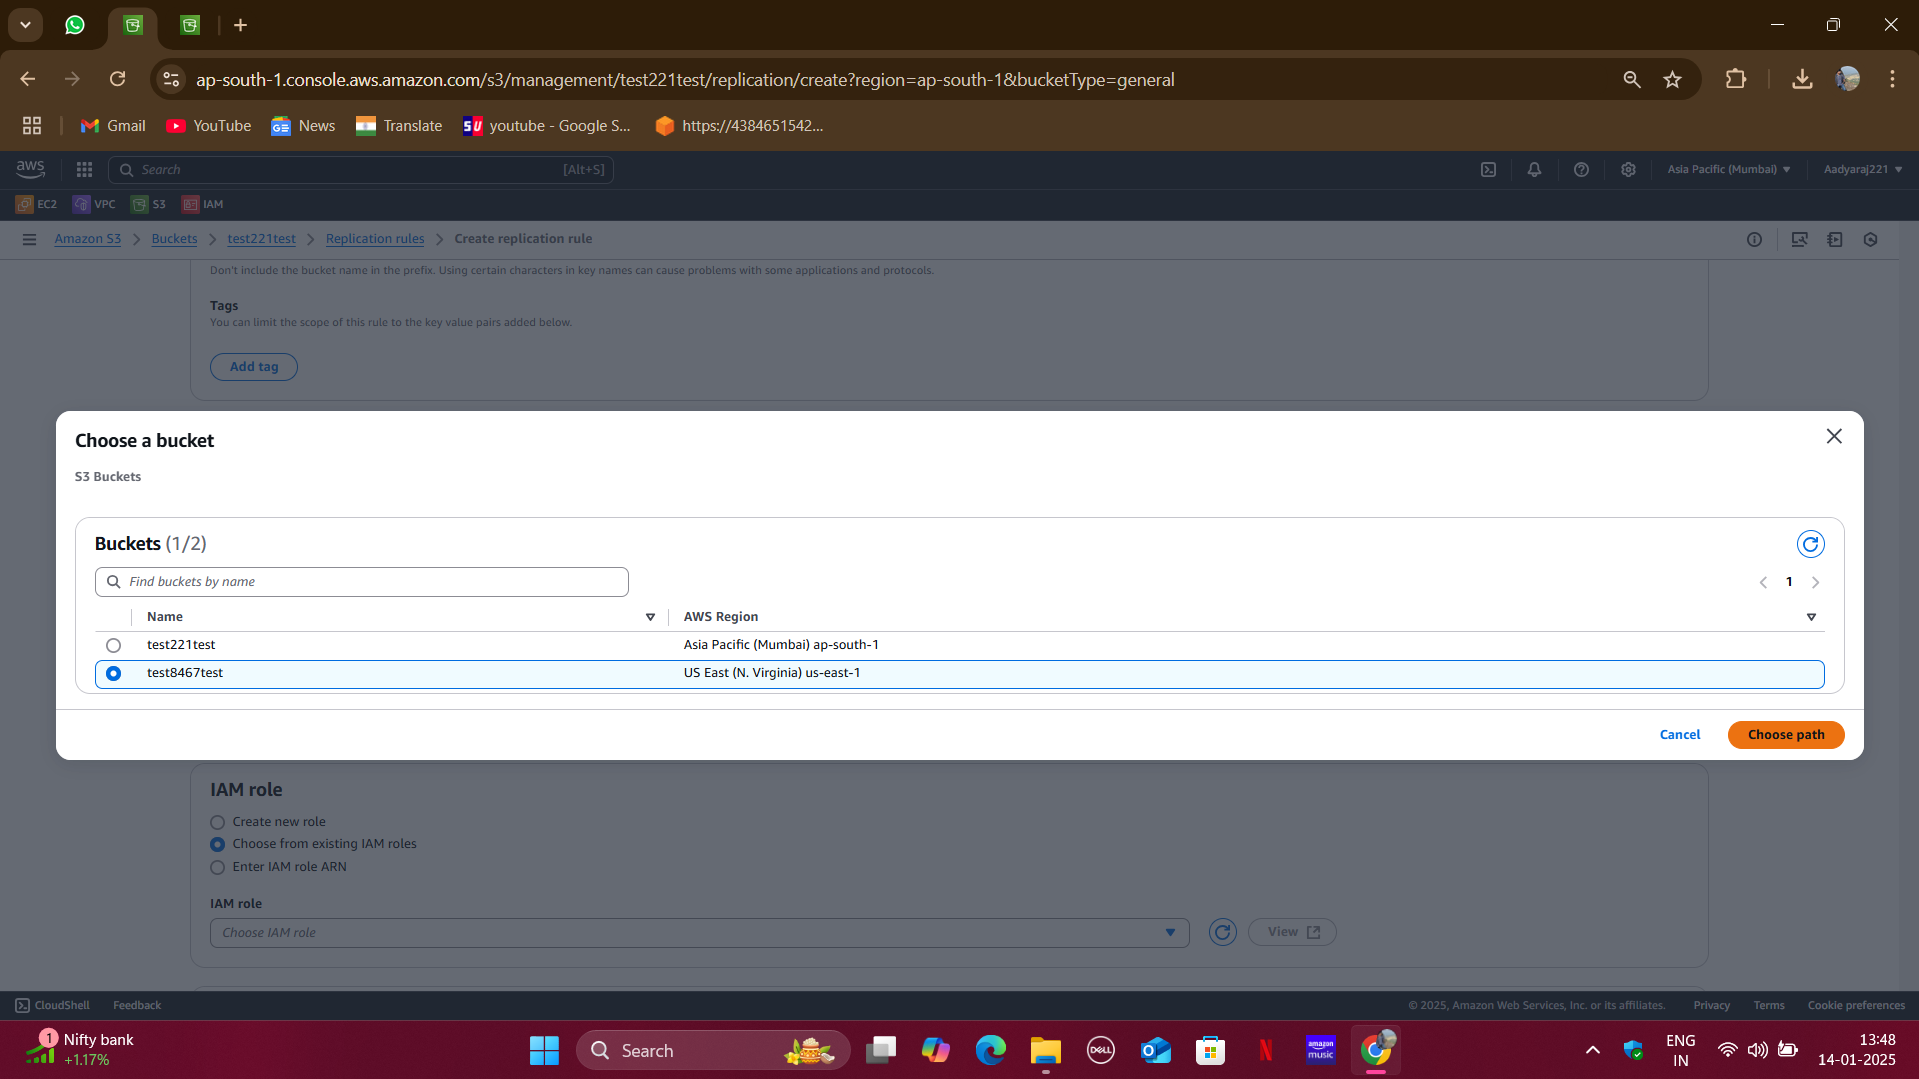 ap-south-1.console.aws.amazon.com/s3/management/test221test/replication/create?region=ap-south-1&bucketType=general
Gmail
YouTube
News
Translate
youtube - Google S...
https://4384651542...
aws
Search
[Alt+S]
Asia Pacific (Mumbai)
Aadyaraj221
EC2
VPC
S3
IAM
Amazon S3
Buckets
test221test
Replication rules
Create replication rule
Don't include the bucket name in the prefix. Using certain characters in key names can cause problems with some applications and protocols.
Tags
You can limit the scope of this rule to the key value pairs added below.
Add tag
Choose a bucket
S3 Buckets
Buckets (1/2)
Find buckets by name
1
Name
AWS Region
test221test
Asia Pacific (Mumbai) ap-south-1
test8467test
US East (N. Virginia) us-east-1
Cancel
Choose path
IAM role
Create new role
Choose from existing IAM roles
Enter IAM role ARN
IAM role
Choose IAM role
View
CloudShell
Feedback
© 2025, Amazon Web Services, Inc. or its affiliates.
Privacy
Terms
Cookie preferences
1
Nifty bank
+1.17%
Search
DELL
amazon music
ENG
IN
13:48
14-01-2025